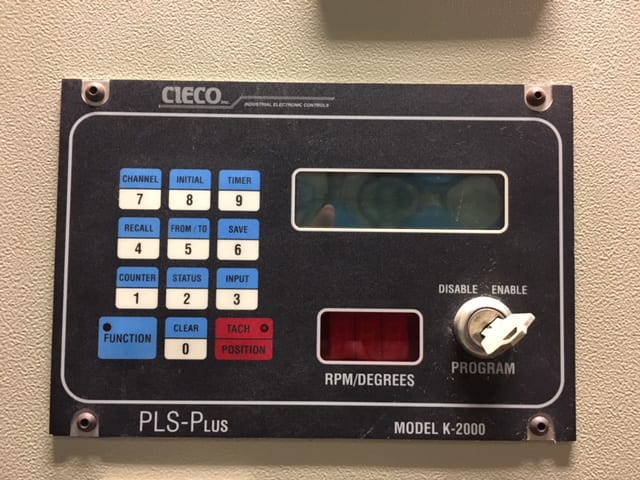 CIECO INC.
INDUSTRIAL ELECTRONIC CONTROLS
CHANNEL INITIAL TIMER
7 8 9
RECALL FROM/TO SAVE
4 5 6
COUNTER STATUS INPUT
1 2 3
FUNCTION
CLEAR
0
TACH
POSITION
DISABLE ENABLE
PROGRAM
RPM/DEGREES
PLS-PLUS
MODEL K-2000